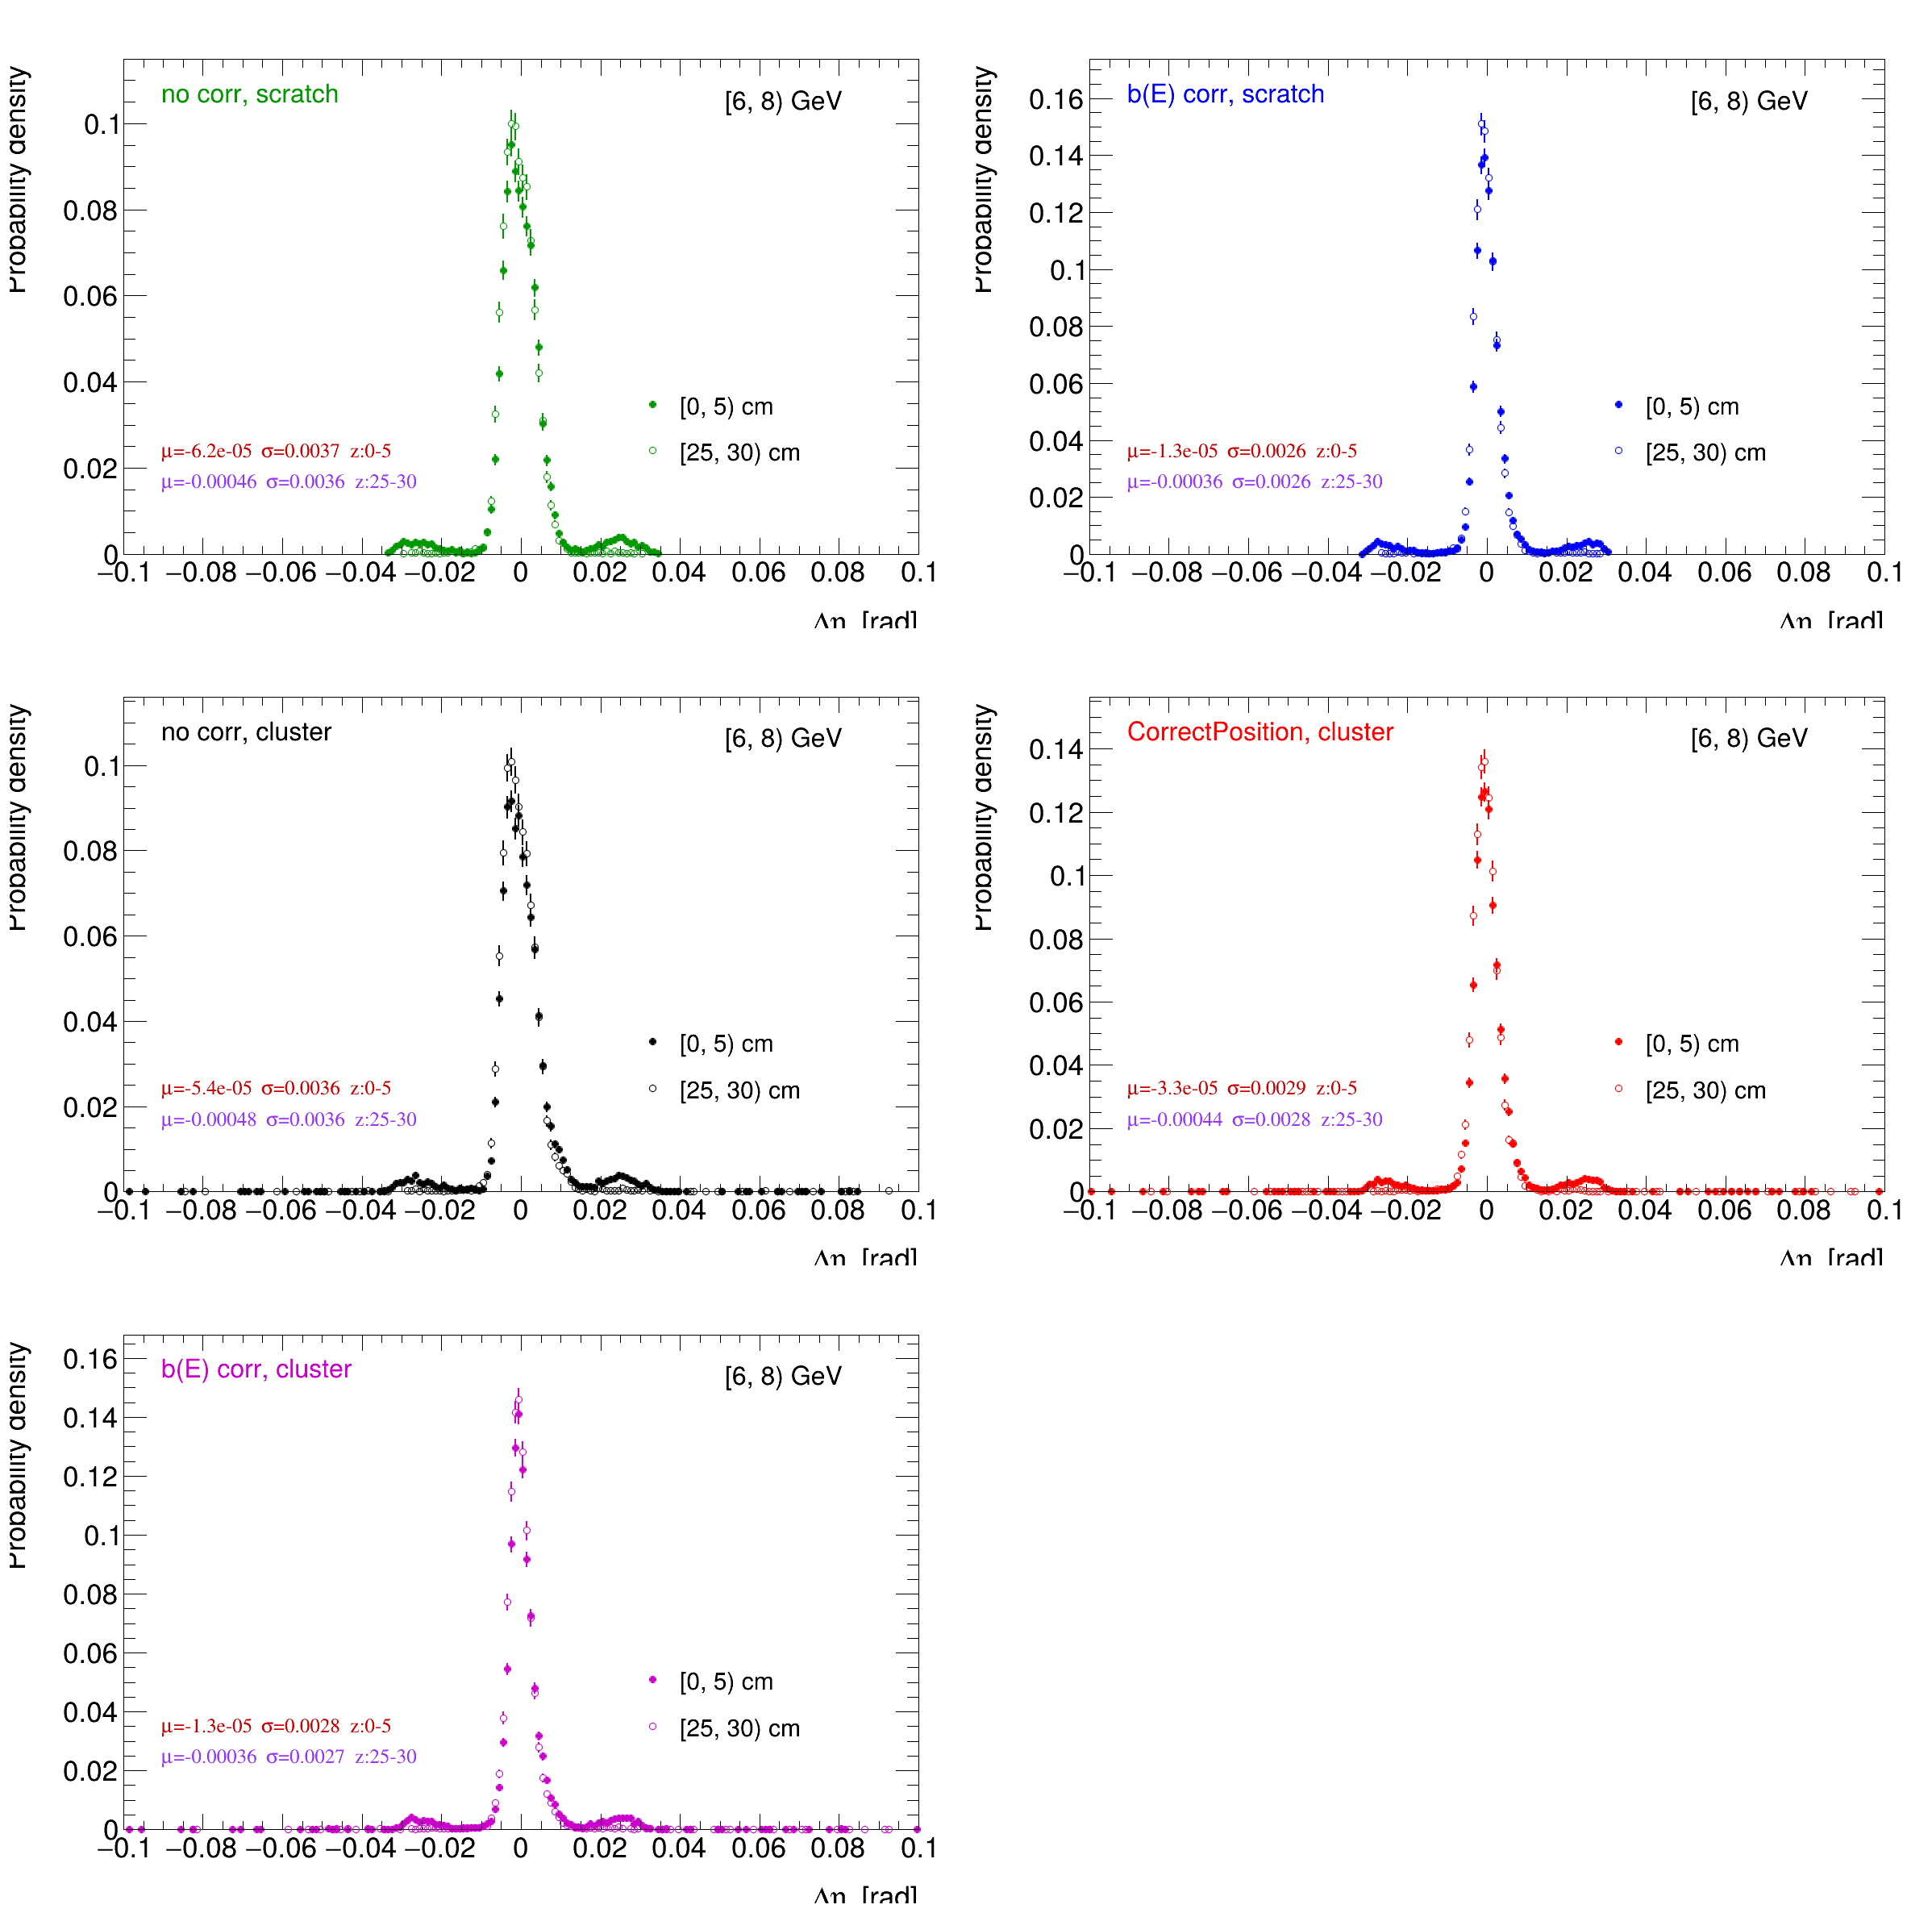 no corr, scratch
[6, 8) GeV
Probability density
0.1
0.08
0.06
0.04
0.02
0
[0, 5) cm
[25, 30) cm
μ=-6.2e-05 σ=0.0037 z:0-5
μ=-0.00046 σ=0.0036 z:25-30
−0.1 −0.08 −0.06 −0.04 −0.02 0 0.02 0.04 0.06 0.08 0.1
Δη [rad]
b(E) corr, scratch
[6, 8) GeV
Probability density
0.16
0.14
0.12
0.1
0.08
0.06
0.04
0.02
0
[0, 5) cm
[25, 30) cm
μ=-1.3e-05 σ=0.0026 z:0-5
μ=-0.00036 σ=0.0026 z:25-30
−0.1 −0.08 −0.06 −0.04 −0.02 0 0.02 0.04 0.06 0.08 0.1
Δη [rad]
no corr, cluster
[6, 8) GeV
Probability density
0.1
0.08
0.06
0.04
0.02
0
[0, 5) cm
[25, 30) cm
μ=-5.4e-05 σ=0.0036 z:0-5
μ=-0.00048 σ=0.0036 z:25-30
−0.1 −0.08 −0.06 −0.04 −0.02 0 0.02 0.04 0.06 0.08 0.1
Δη [rad]
CorrectPosition, cluster
[6, 8) GeV
Probability density
0.14
0.12
0.1
0.08
0.06
0.04
0.02
0
[0, 5) cm
[25, 30) cm
μ=-3.3e-05 σ=0.0029 z:0-5
μ=-0.00044 σ=0.0028 z:25-30
−0.1 −0.08 −0.06 −0.04 −0.02 0 0.02 0.04 0.06 0.08 0.1
Δη [rad]
b(E) corr, cluster
[6, 8) GeV
Probability density
0.16
0.14
0.12
0.1
0.08
0.06
0.04
0.02
0
[0, 5) cm
[25, 30) cm
μ=-1.3e-05 σ=0.0028 z:0-5
μ=-0.00036 σ=0.0027 z:25-30
−0.1 −0.08 −0.06 −0.04 −0.02 0 0.02 0.04 0.06 0.08 0.1
Δη [rad]